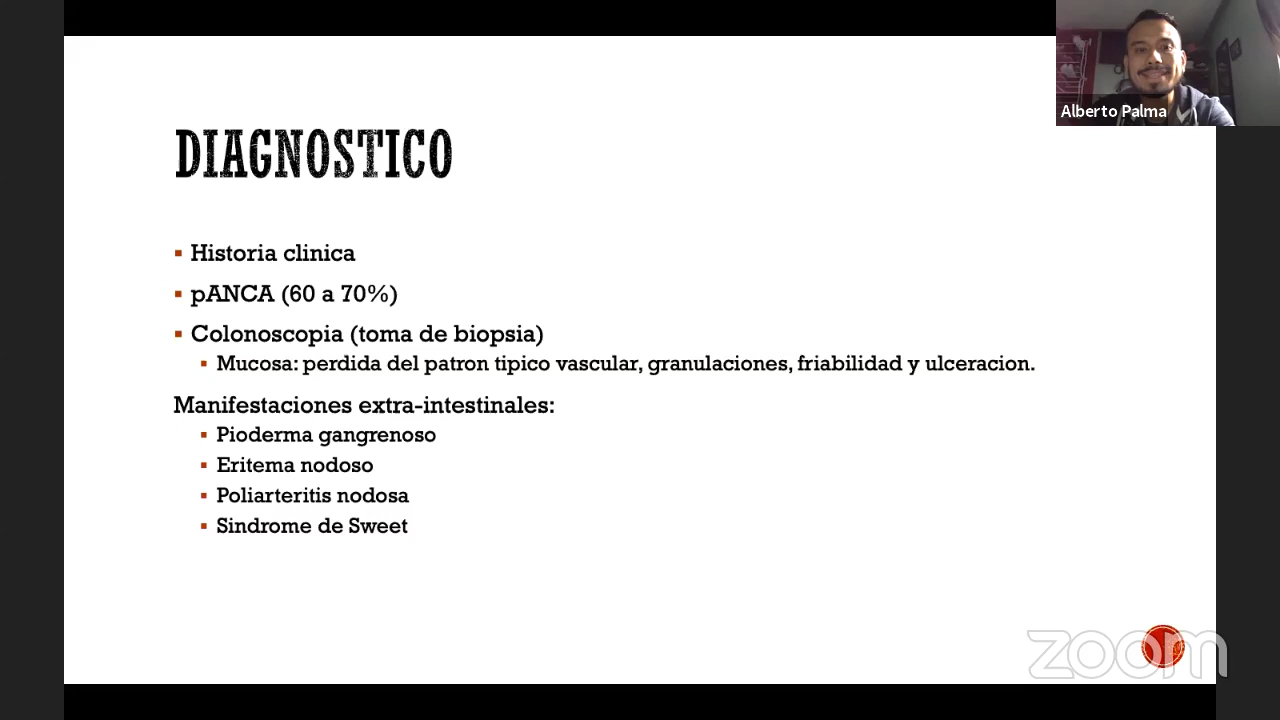 Alberto Palma
DIAGNOSTICO
▪ Historia clinica
▪ pANCA (60 a 70%)
▪ Colonoscopia (toma de biopsia)
▪ Mucosa: perdida del patron tipico vascular, granulaciones, friabilidad y ulceracion.
Manifestaciones extra-intestinales:
▪ Pioderma gangrenoso
▪ Eritema nodoso
▪ Poliarteritis nodosa
▪ Sindrome de Sweet
zoom